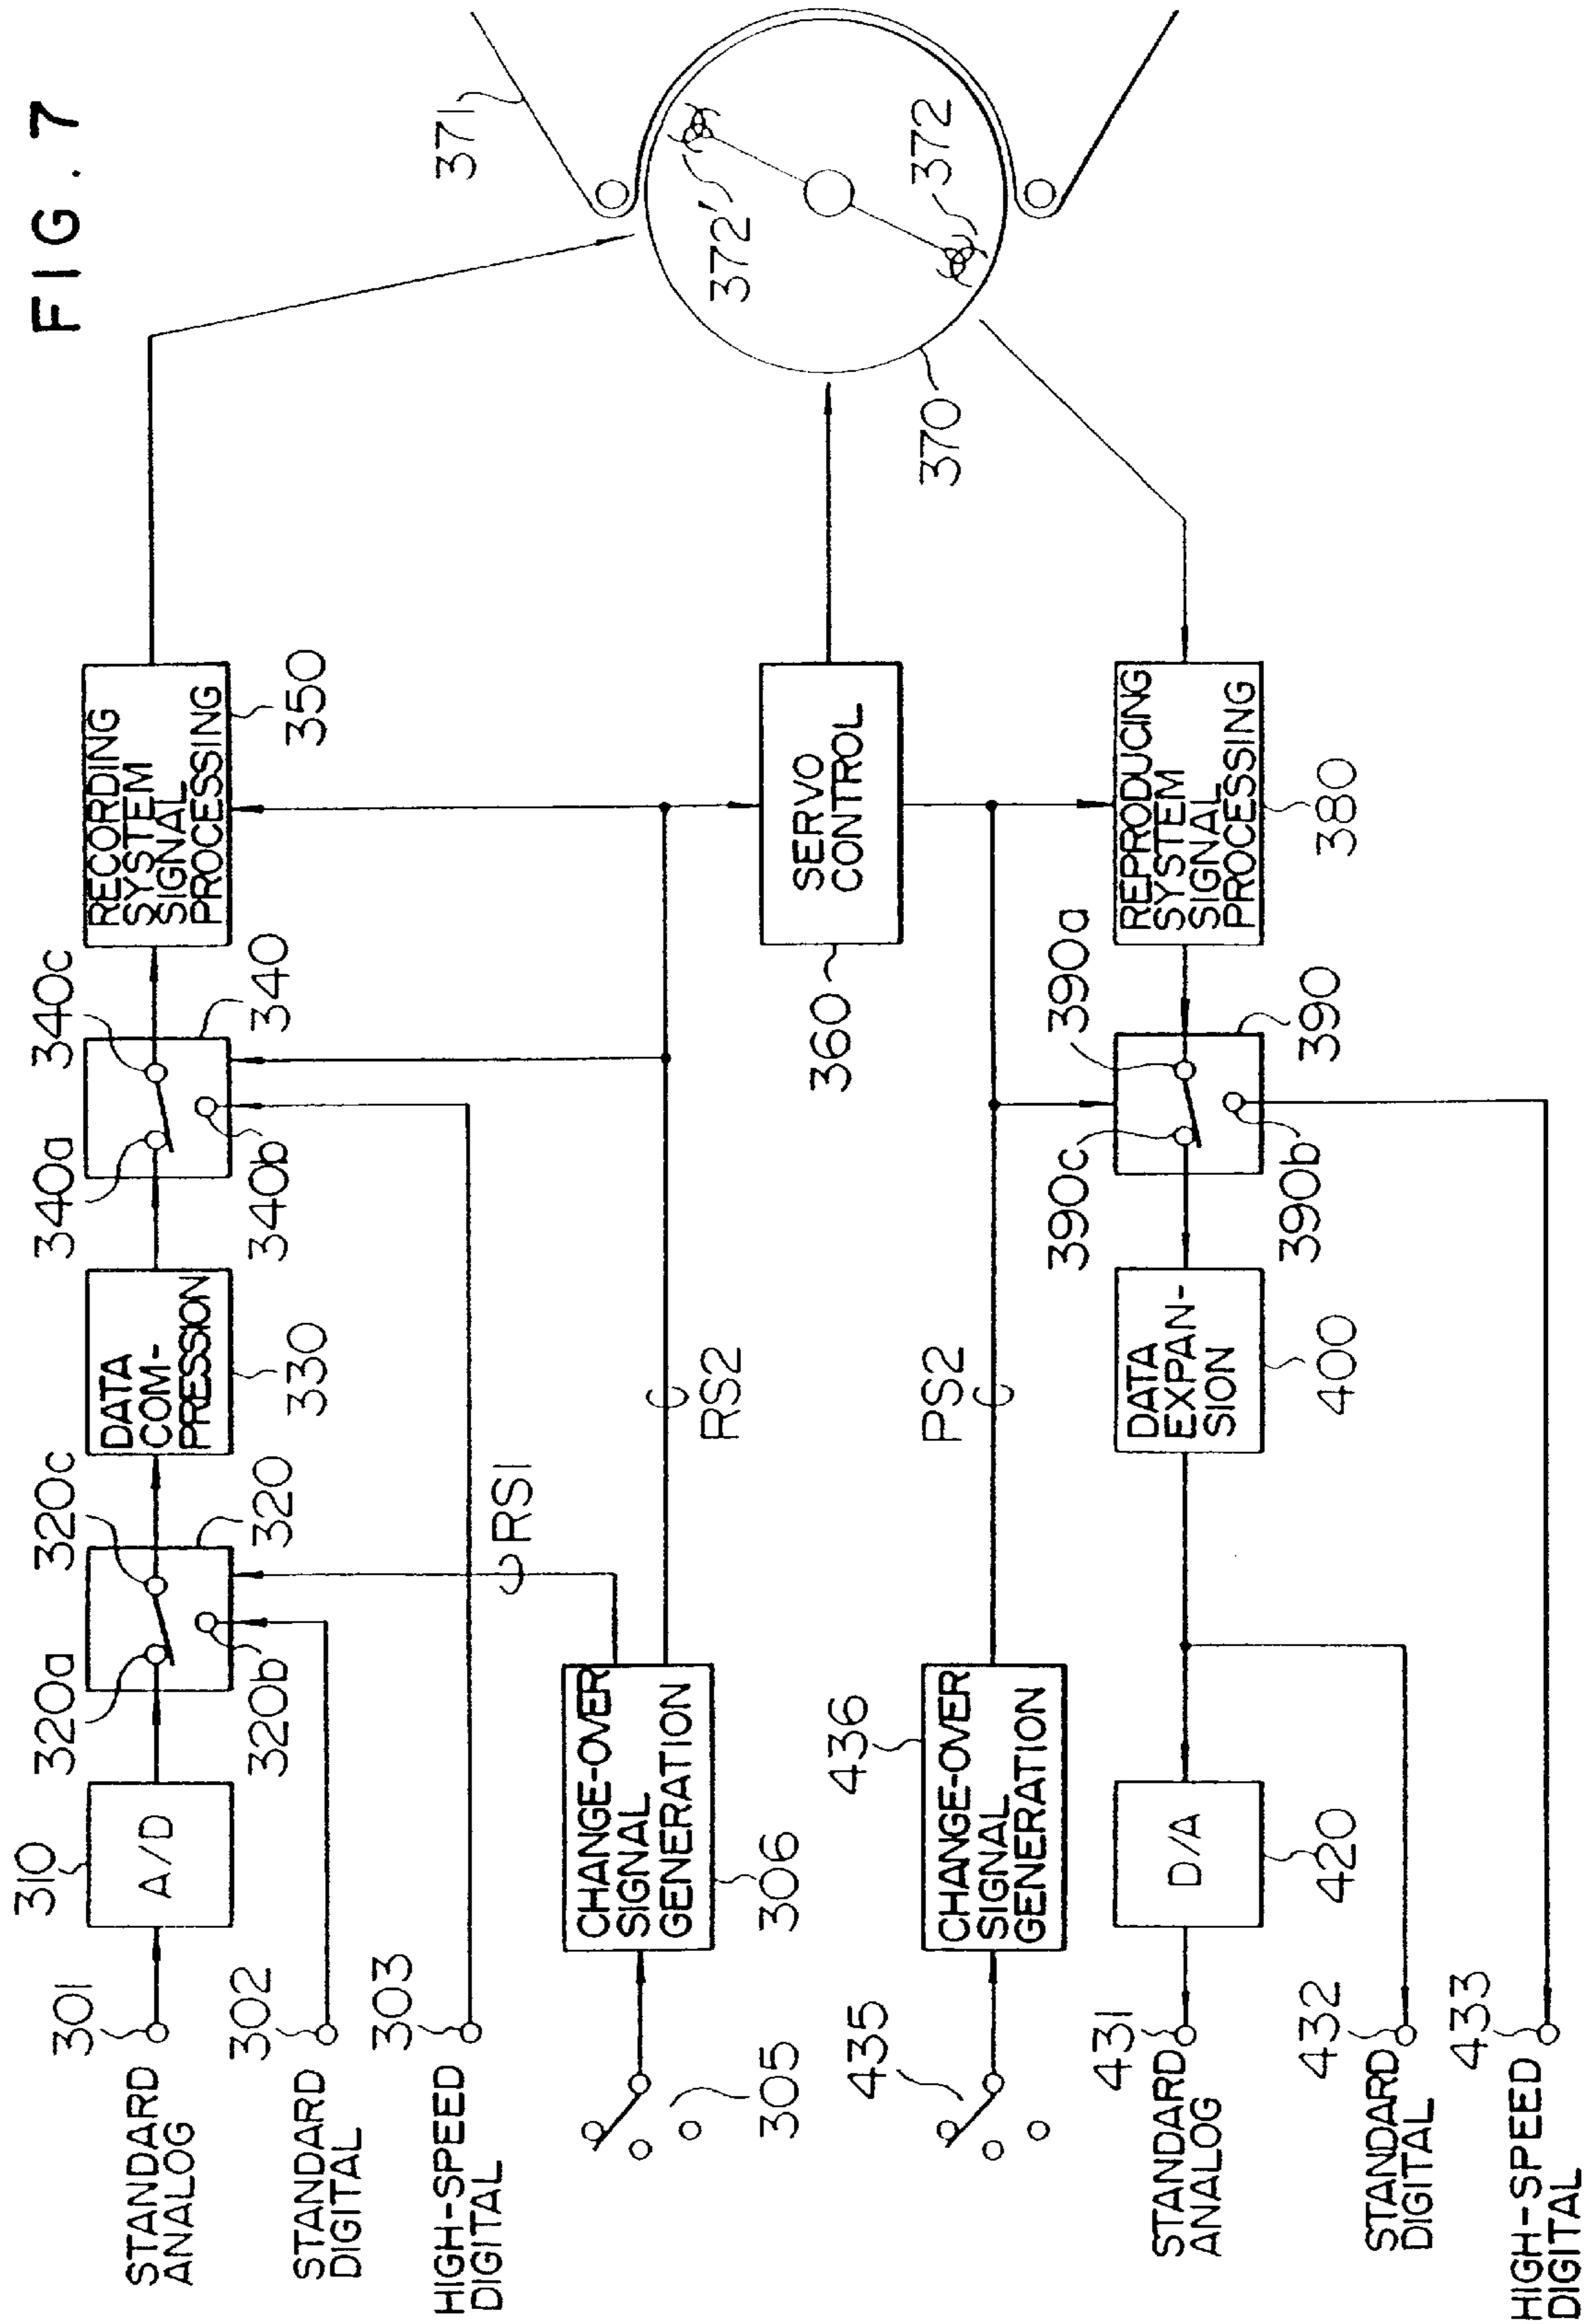 FIG. 7
STANDARD
ANALOG
301
310
A/D
320a
320c
320b
320
DATA
COM-
PRESSION
330
340a
340c
340b
340
RECORDING
SYSTEM
SIGNAL
PROCESSING
350
371
STANDARD
DIGITAL
302
HIGH-SPEED
DIGITAL
303
RS1
305
CHANGE-OVER
SIGNAL
GENERATION
306
RS2
SERVO
CONTROL
360
370
372'
372
435
436
CHANGE-OVER
SIGNAL
GENERATION
PS2
STANDARD
ANALOG
431
D/A
420
DATA
EXPAN-
SION
400
390c
390a
390b
390
REPRODUCING
SYSTEM
SIGNAL
PROCESSING
380
STANDARD
DIGITAL
432
HIGH-SPEED
DIGITAL
433